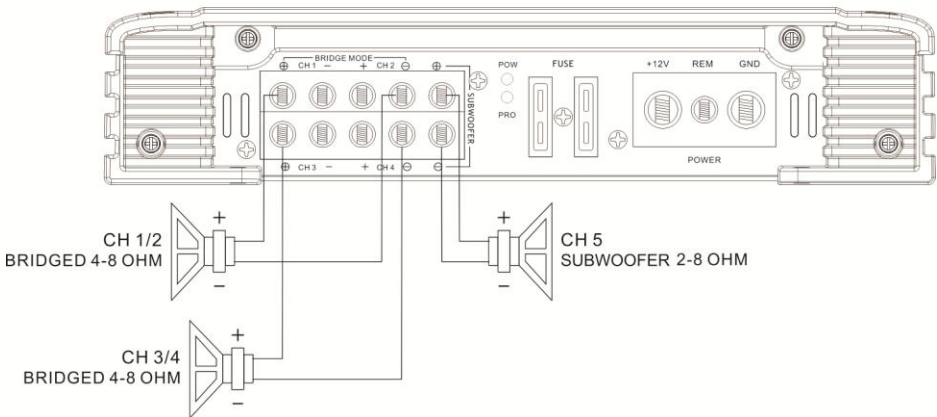 BRIDGE MODE
⊕ CH 1 − + CH 2 ⊖ ⊕
SUBWOOFER
⊕ CH 3 − + CH 4 ⊖ ⊖
POW
PRO
FUSE
+12V REM GND
POWER
+
CH 1/2
BRIDGED 4-8 OHM
−
+
CH 5
SUBWOOFER 2-8 OHM
−
+
CH 3/4
BRIDGED 4-8 OHM
−